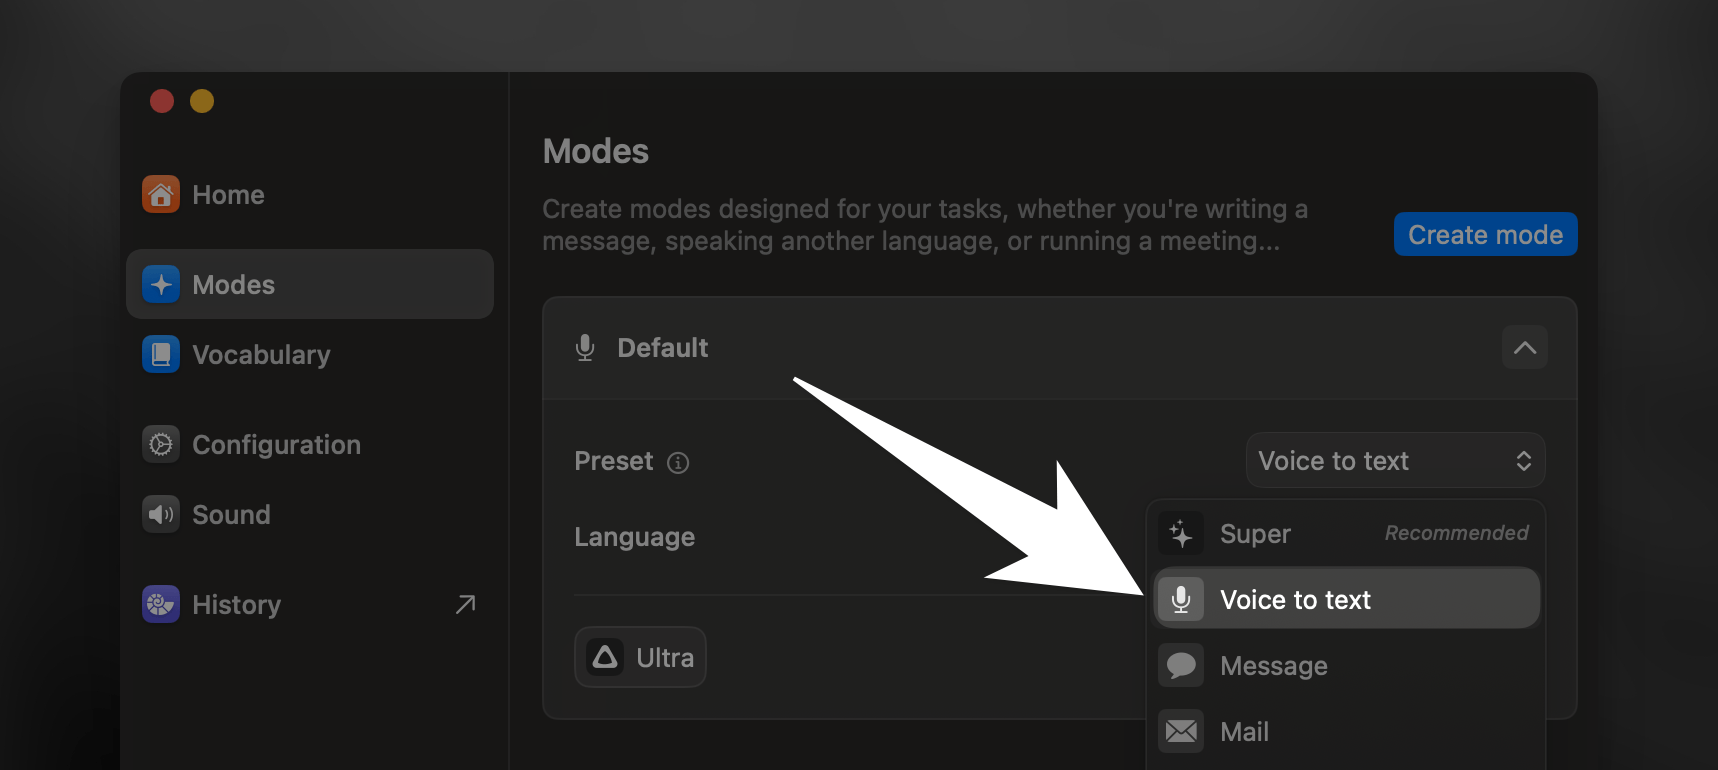 Home
Modes
Vocabulary
Configuration
Sound
History
Modes
Create modes designed for your tasks, whether you're writing a
message, speaking another language, or running a meeting...
Create mode
Default
Preset
Voice to text
Language
Ultra
Super Recommended
Voice to text
Message
Mail